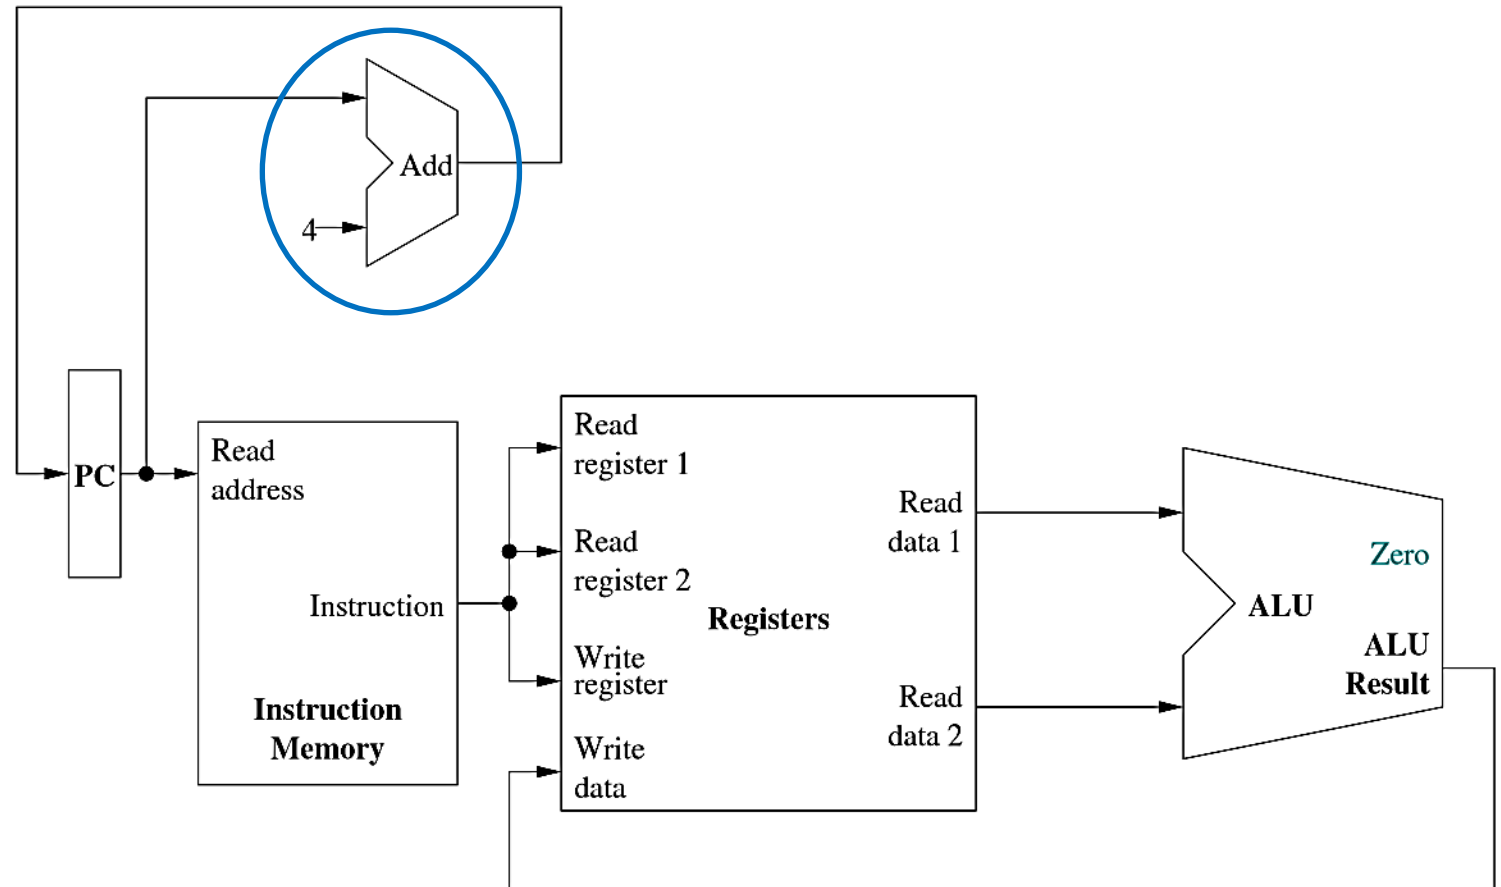 Add
4
PC
Read
address
Instruction
Instruction
Memory
Read
register 1
Read
register 2
Write
register
Write
data
Registers
Read
data 1
Read
data 2
Zero
ALU
ALU
Result